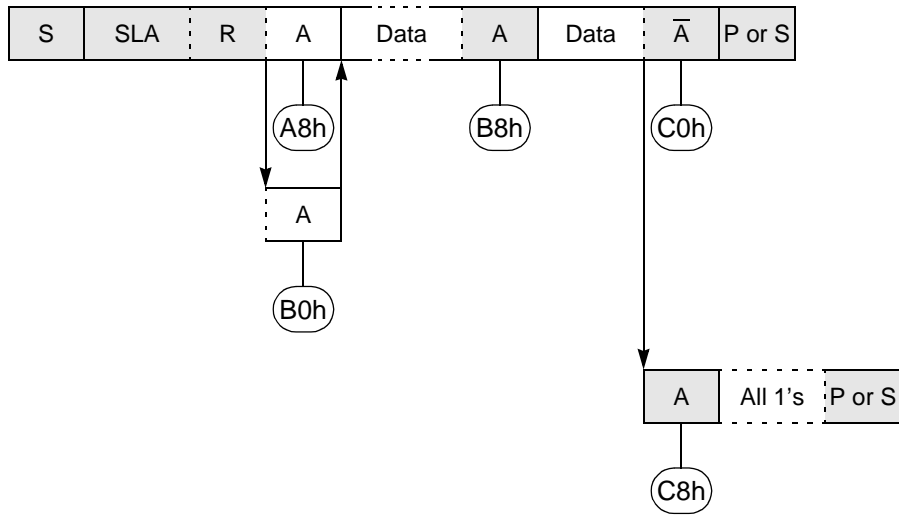 S SLA R A Data A Data A̅ P or S
A8h B8h C0h
A
B0h
A All 1's P or S
C8h